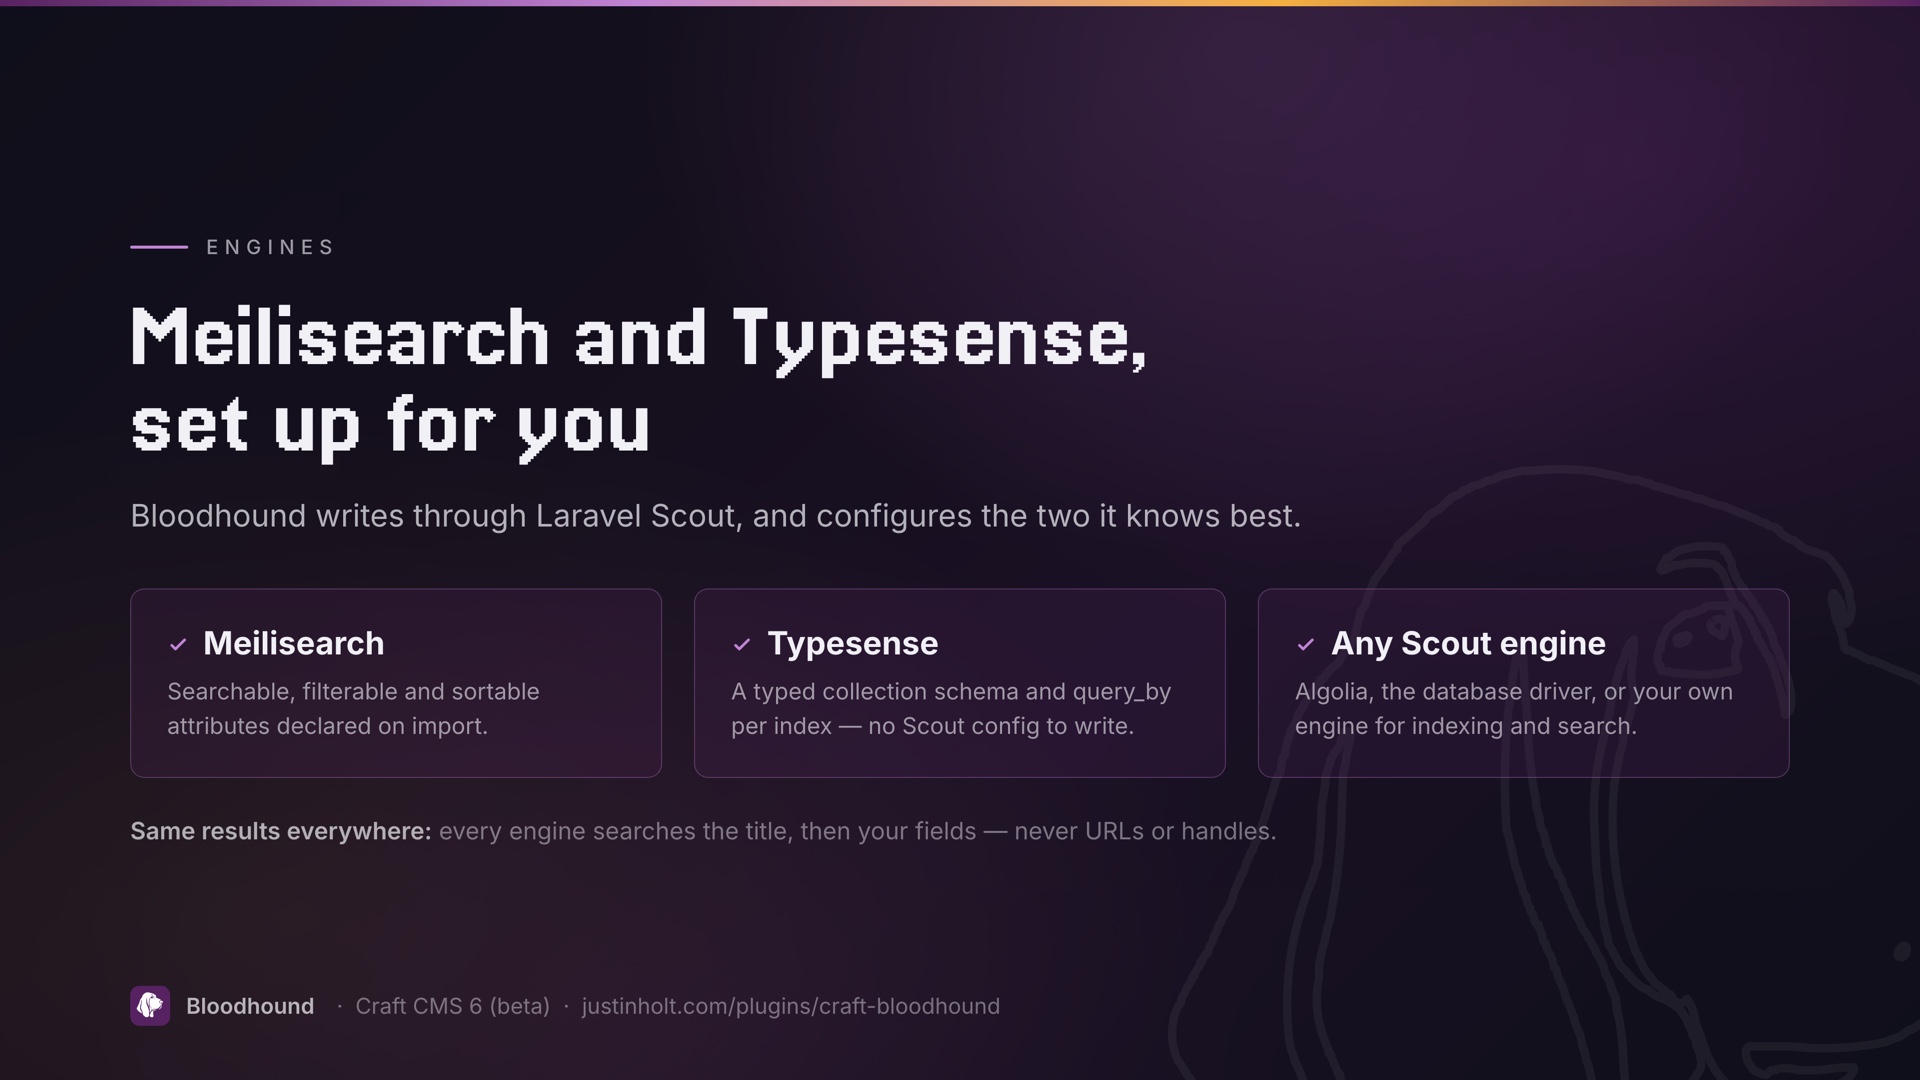 ENGINES
Meilisearch and Typesense,
set up for you
Bloodhound writes through Laravel Scout, and configures the two it knows best.
Meilisearch
Searchable, filterable and sortable
attributes declared on import.
Typesense
A typed collection schema and query_by
per index — no Scout config to write.
Any Scout engine
Algolia, the database driver, or your own
engine for indexing and search.
Same results everywhere: every engine searches the title, then your fields — never URLs or handles.
Bloodhound · Craft CMS 6 (beta) · justinholt.com/plugins/craft-bloodhound